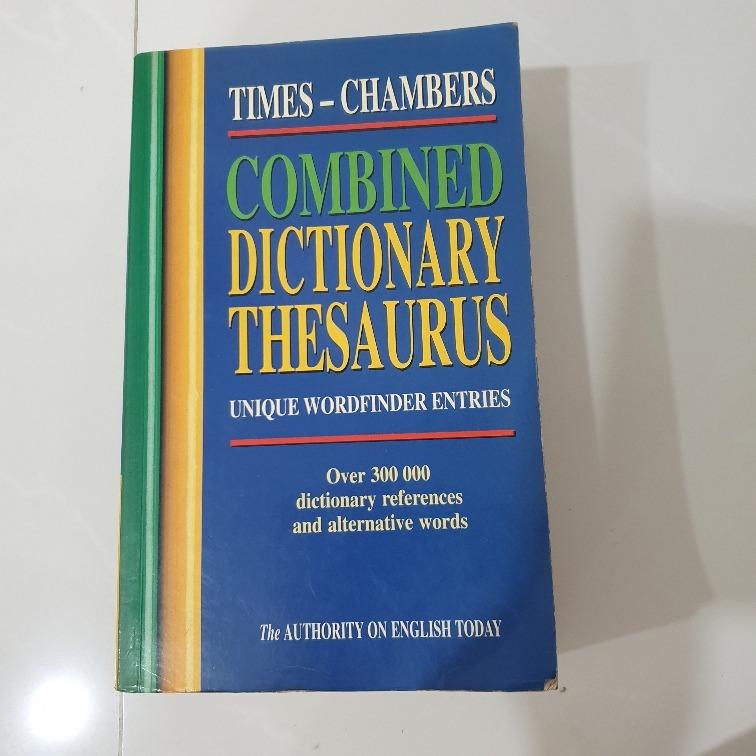 TIMES – CHAMBERS
COMBINED
DICTIONARY
THESAURUS
UNIQUE WORDFINDER ENTRIES
Over 300 000
dictionary references
and alternative words
The AUTHORITY ON ENGLISH TODAY